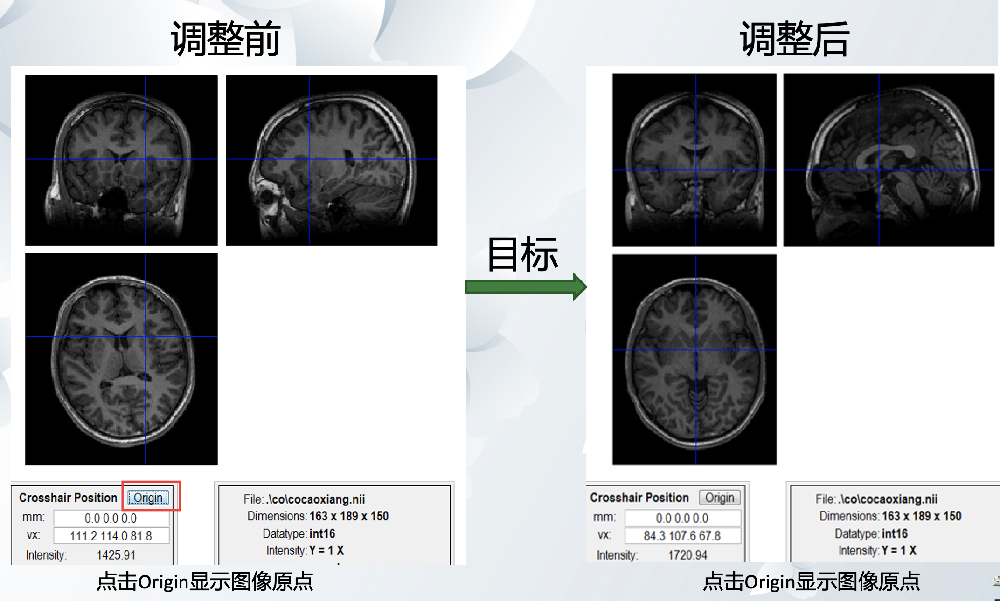 调整前
调整后
目标
Crosshair Position Origin
mm: 0.0 0.0 0.0
vx: 111.2 114.0 81.8
Intensity: 1425.91
File: .\co\cocaoxiang.nii
Dimensions: 163 x 189 x 150
Datatype: int16
Intensity: Y = 1 X
Crosshair Position Origin
mm: 0.0 0.0 0.0
vx: 84.3 107.6 67.8
Intensity: 1720.94
File: .\co\cocaoxiang.nii
Dimensions: 163 x 189 x 150
Datatype: int16
Intensity: Y = 1 X
点击Origin显示图像原点
点击Origin显示图像原点